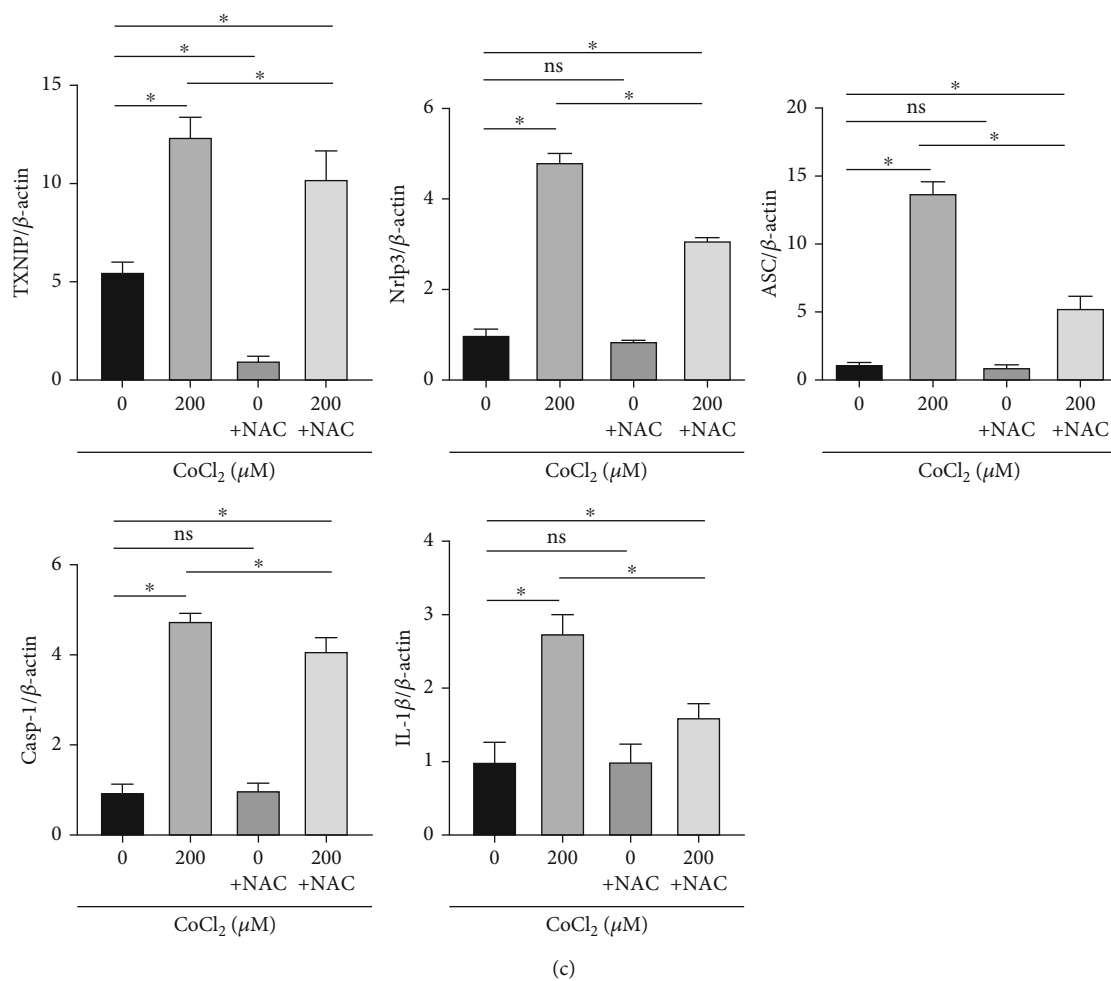 *
*
*
*
15
10
5
0
TXNIP/β-actin
0 200 0 200
+NAC +NAC
CoCl₂ (μM)
*
ns
*
*
6
4
2
0
Nrlp3/β-actin
0 200 0 200
+NAC +NAC
CoCl₂ (μM)
*
ns
*
*
20
15
10
5
0
ASC/β-actin
0 200 0 200
+NAC +NAC
CoCl₂ (μM)
*
ns
*
*
6
4
2
0
Casp-1/β-actin
0 200 0 200
+NAC +NAC
CoCl₂ (μM)
*
ns
*
*
4
3
2
1
0
IL-1β/β-actin
0 200 0 200
+NAC +NAC
CoCl₂ (μM)
(c)